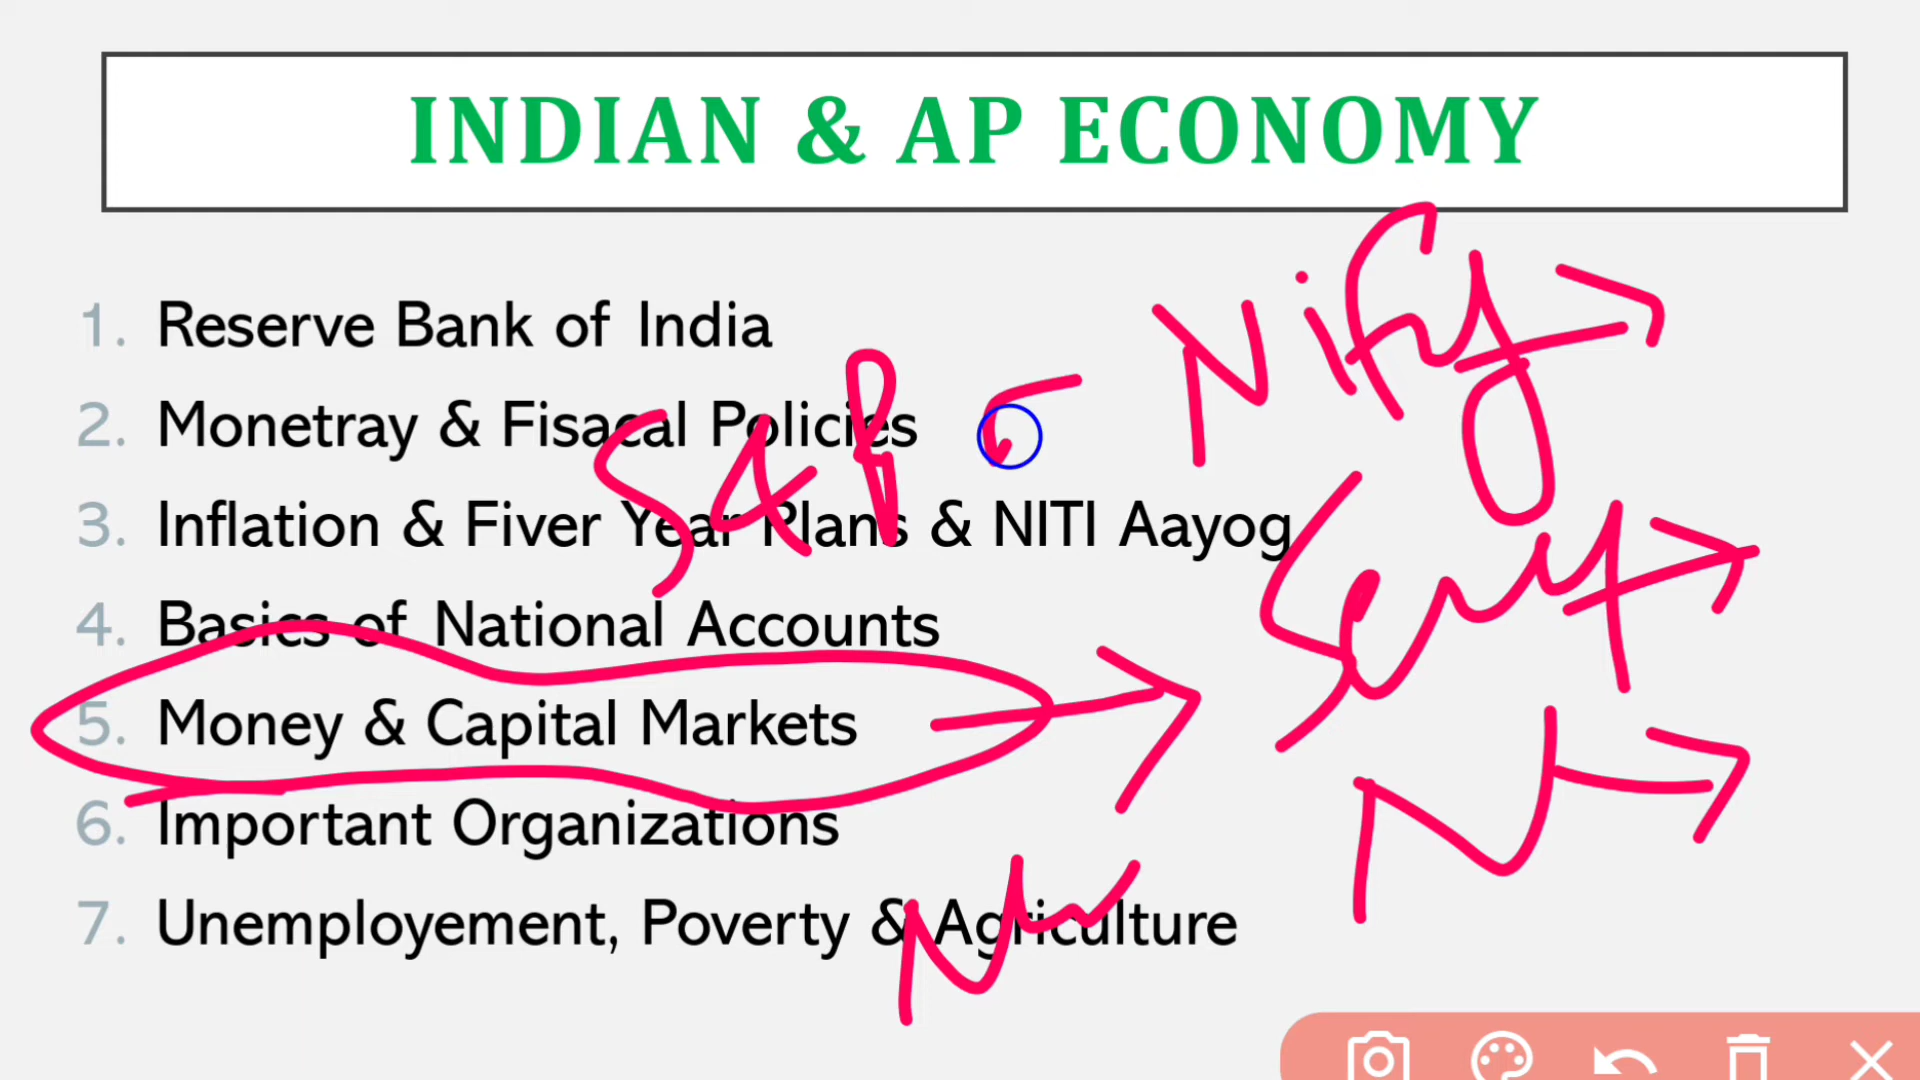 INDIAN & AP ECONOMY
1. Reserve Bank of India
2. Monetray & Fisacal Policies
3. Inflation & Fiver Year Plans & NITI Aayog
4. Basics of National Accounts
5. Money & Capital Markets
6. Important Organizations
7. Unemployement, Poverty & Agriculture
Nifty
S&P
N